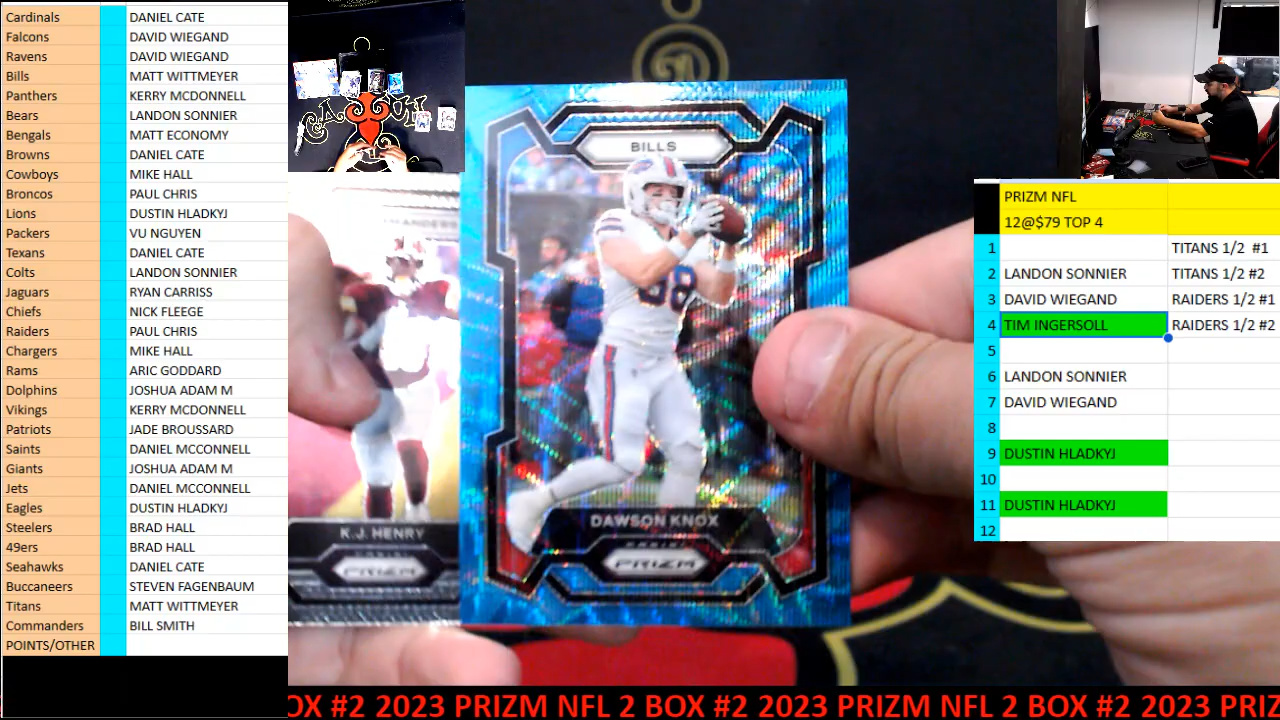 Cardinals DANIEL CATE
Falcons DAVID WIEGAND
Ravens DAVID WIEGAND
Bills MATT WITTMEYER
Panthers KERRY MCDONNELL
Bears LANDON SONNIER
Bengals MATT ECONOMY
Browns DANIEL CATE
Cowboys MIKE HALL
Broncos PAUL CHRIS
Lions DUSTIN HLADKYJ
Packers VU NGUYEN
Texans DANIEL CATE
Colts LANDON SONNIER
Jaguars RYAN CARRISS
Chiefs NICK FLEEGE
Raiders PAUL CHRIS
Chargers MIKE HALL
Rams ARIC GODDARD
Dolphins JOSHUA ADAM M
Vikings KERRY MCDONNELL
Patriots JADE BROUSSARD
Saints DANIEL MCCONNELL
Giants JOSHUA ADAM M
Jets DANIEL MCCONNELL
Eagles DUSTIN HLADKYJ
Steelers BRAD HALL
49ers BRAD HALL
Seahawks DANIEL CATE
Buccaneers STEVEN FAGENBAUM
Titans MATT WITTMEYER
Commanders BILL SMITH
POINTS/OTHER
BILLS
88
DAWSON KNOX
PRIZM
K.J. HENRY
PRIZM
PRIZM NFL
12@$79 TOP 4
1 TITANS 1/2 #1
2 LANDON SONNIER TITANS 1/2 #2
3 DAVID WIEGAND RAIDERS 1/2 #1
4 TIM INGERSOLL RAIDERS 1/2 #2
5
6 LANDON SONNIER
7 DAVID WIEGAND
8
9 DUSTIN HLADKYJ
10
11 DUSTIN HLADKYJ
12
OX #2 2023 PRIZM NFL 2 BOX #2 2023 PRIZM NFL 2 BOX #2 2023 PRIZ